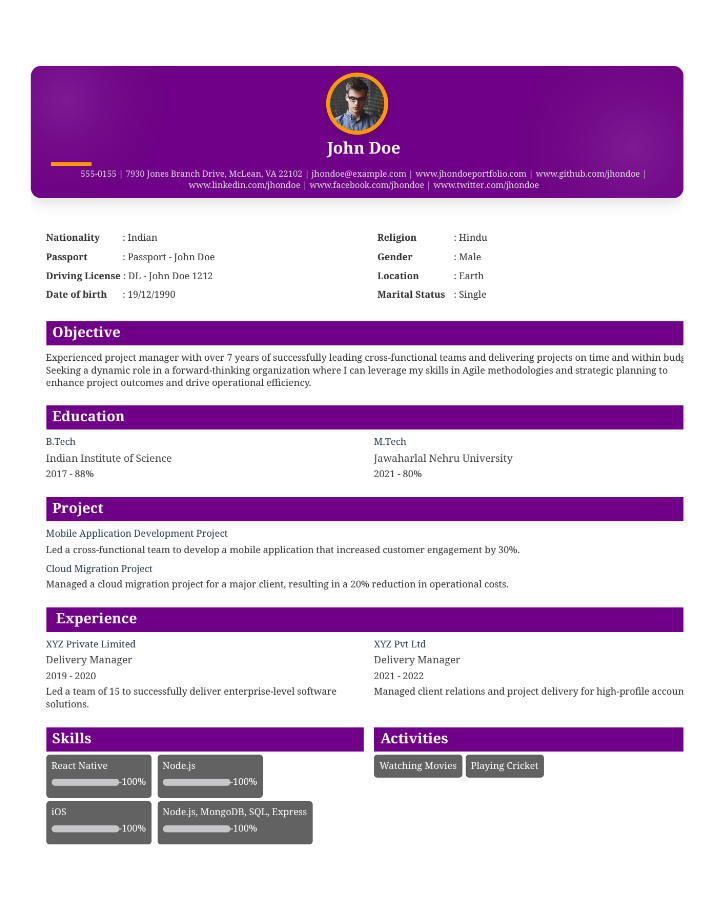 John Doe
555-0155 | 7930 Jones Branch Drive, McLean, VA 22102 | jhondoe@example.com | www.jhondoeportfolio.com | www.github.com/jhondoe |
www.linkedin.com/jhondoe | www.facebook.com/jhondoe | www.twitter.com/jhondoe
Nationality : Indian
Passport : Passport - John Doe
Driving License : DL - John Doe 1212
Date of birth : 19/12/1990
Religion : Hindu
Gender : Male
Location : Earth
Marital Status : Single
Objective
Experienced project manager with over 7 years of successfully leading cross-functional teams and delivering projects on time and within
Seeking a dynamic role in a forward-thinking organization where I can leverage my skills in Agile methodologies and strategic planning to
enhance project outcomes and drive operational efficiency.
Education
B.Tech
Indian Institute of Science
2017 - 88%
M.Tech
Jawaharlal Nehru University
2021 - 80%
Project
Mobile Application Development Project
Led a cross-functional team to develop a mobile application that increased customer engagement by 30%.
Cloud Migration Project
Managed a cloud migration project for a major client, resulting in a 20% reduction in operational costs.
Experience
XYZ Private Limited
Delivery Manager
2019 - 2020
Led a team of 15 to successfully deliver enterprise-level software
solutions.
XYZ Pvt Ltd
Delivery Manager
2021 - 2022
Managed client relations and project delivery for high-profile accoun
Skills
React Native
-100%
Node.js
-100%
iOS
-100%
Node.js, MongoDB, SQL, Express
-100%
Activities
Watching Movies
Playing Cricket